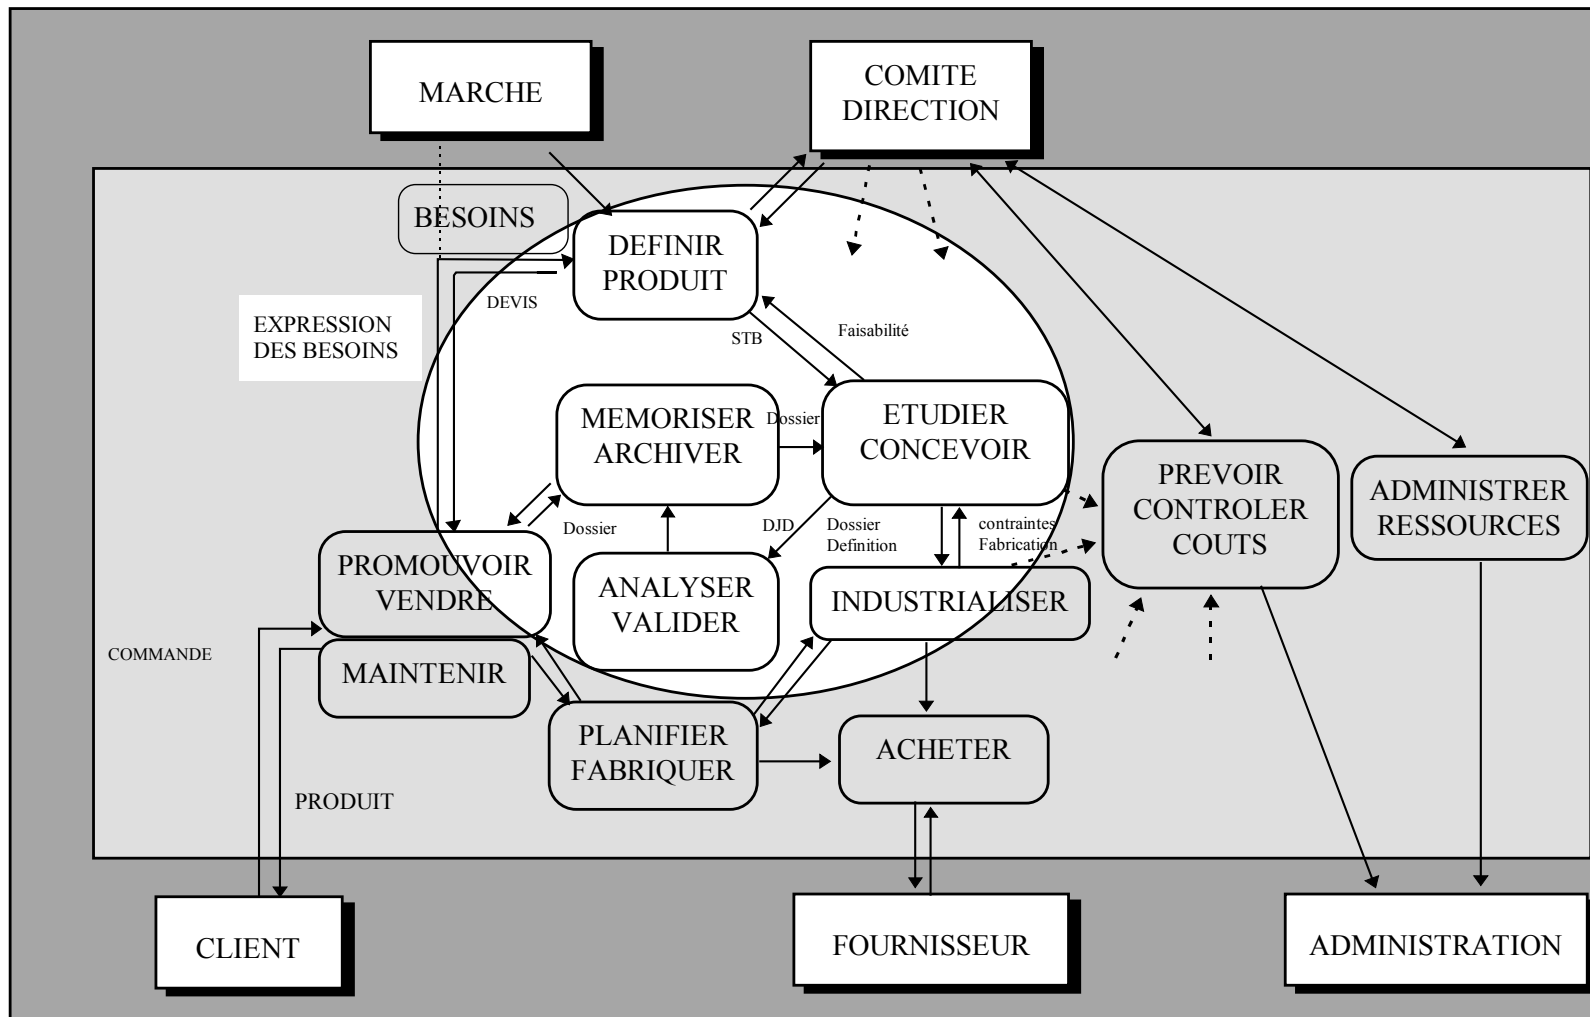 MARCHE
COMITE
DIRECTION
BESOINS
DEFINIR
PRODUIT
DEVIS
EXPRESSION
DES BESOINS
STB
Faisabilité
MEMORISER
ARCHIVER
Dossier
ETUDIER
CONCEVOIR
PREVOIR
CONTROLER
COUTS
ADMINISTRER
RESSOURCES
Dossier
DJD
Dossier
Definition
contraintes
Fabrication
PROMOUVOIR
VENDRE
ANALYSER
VALIDER
INDUSTRIALISER
COMMANDE
MAINTENIR
PLANIFIER
FABRIQUER
ACHETER
PRODUIT
CLIENT
FOURNISSEUR
ADMINISTRATION